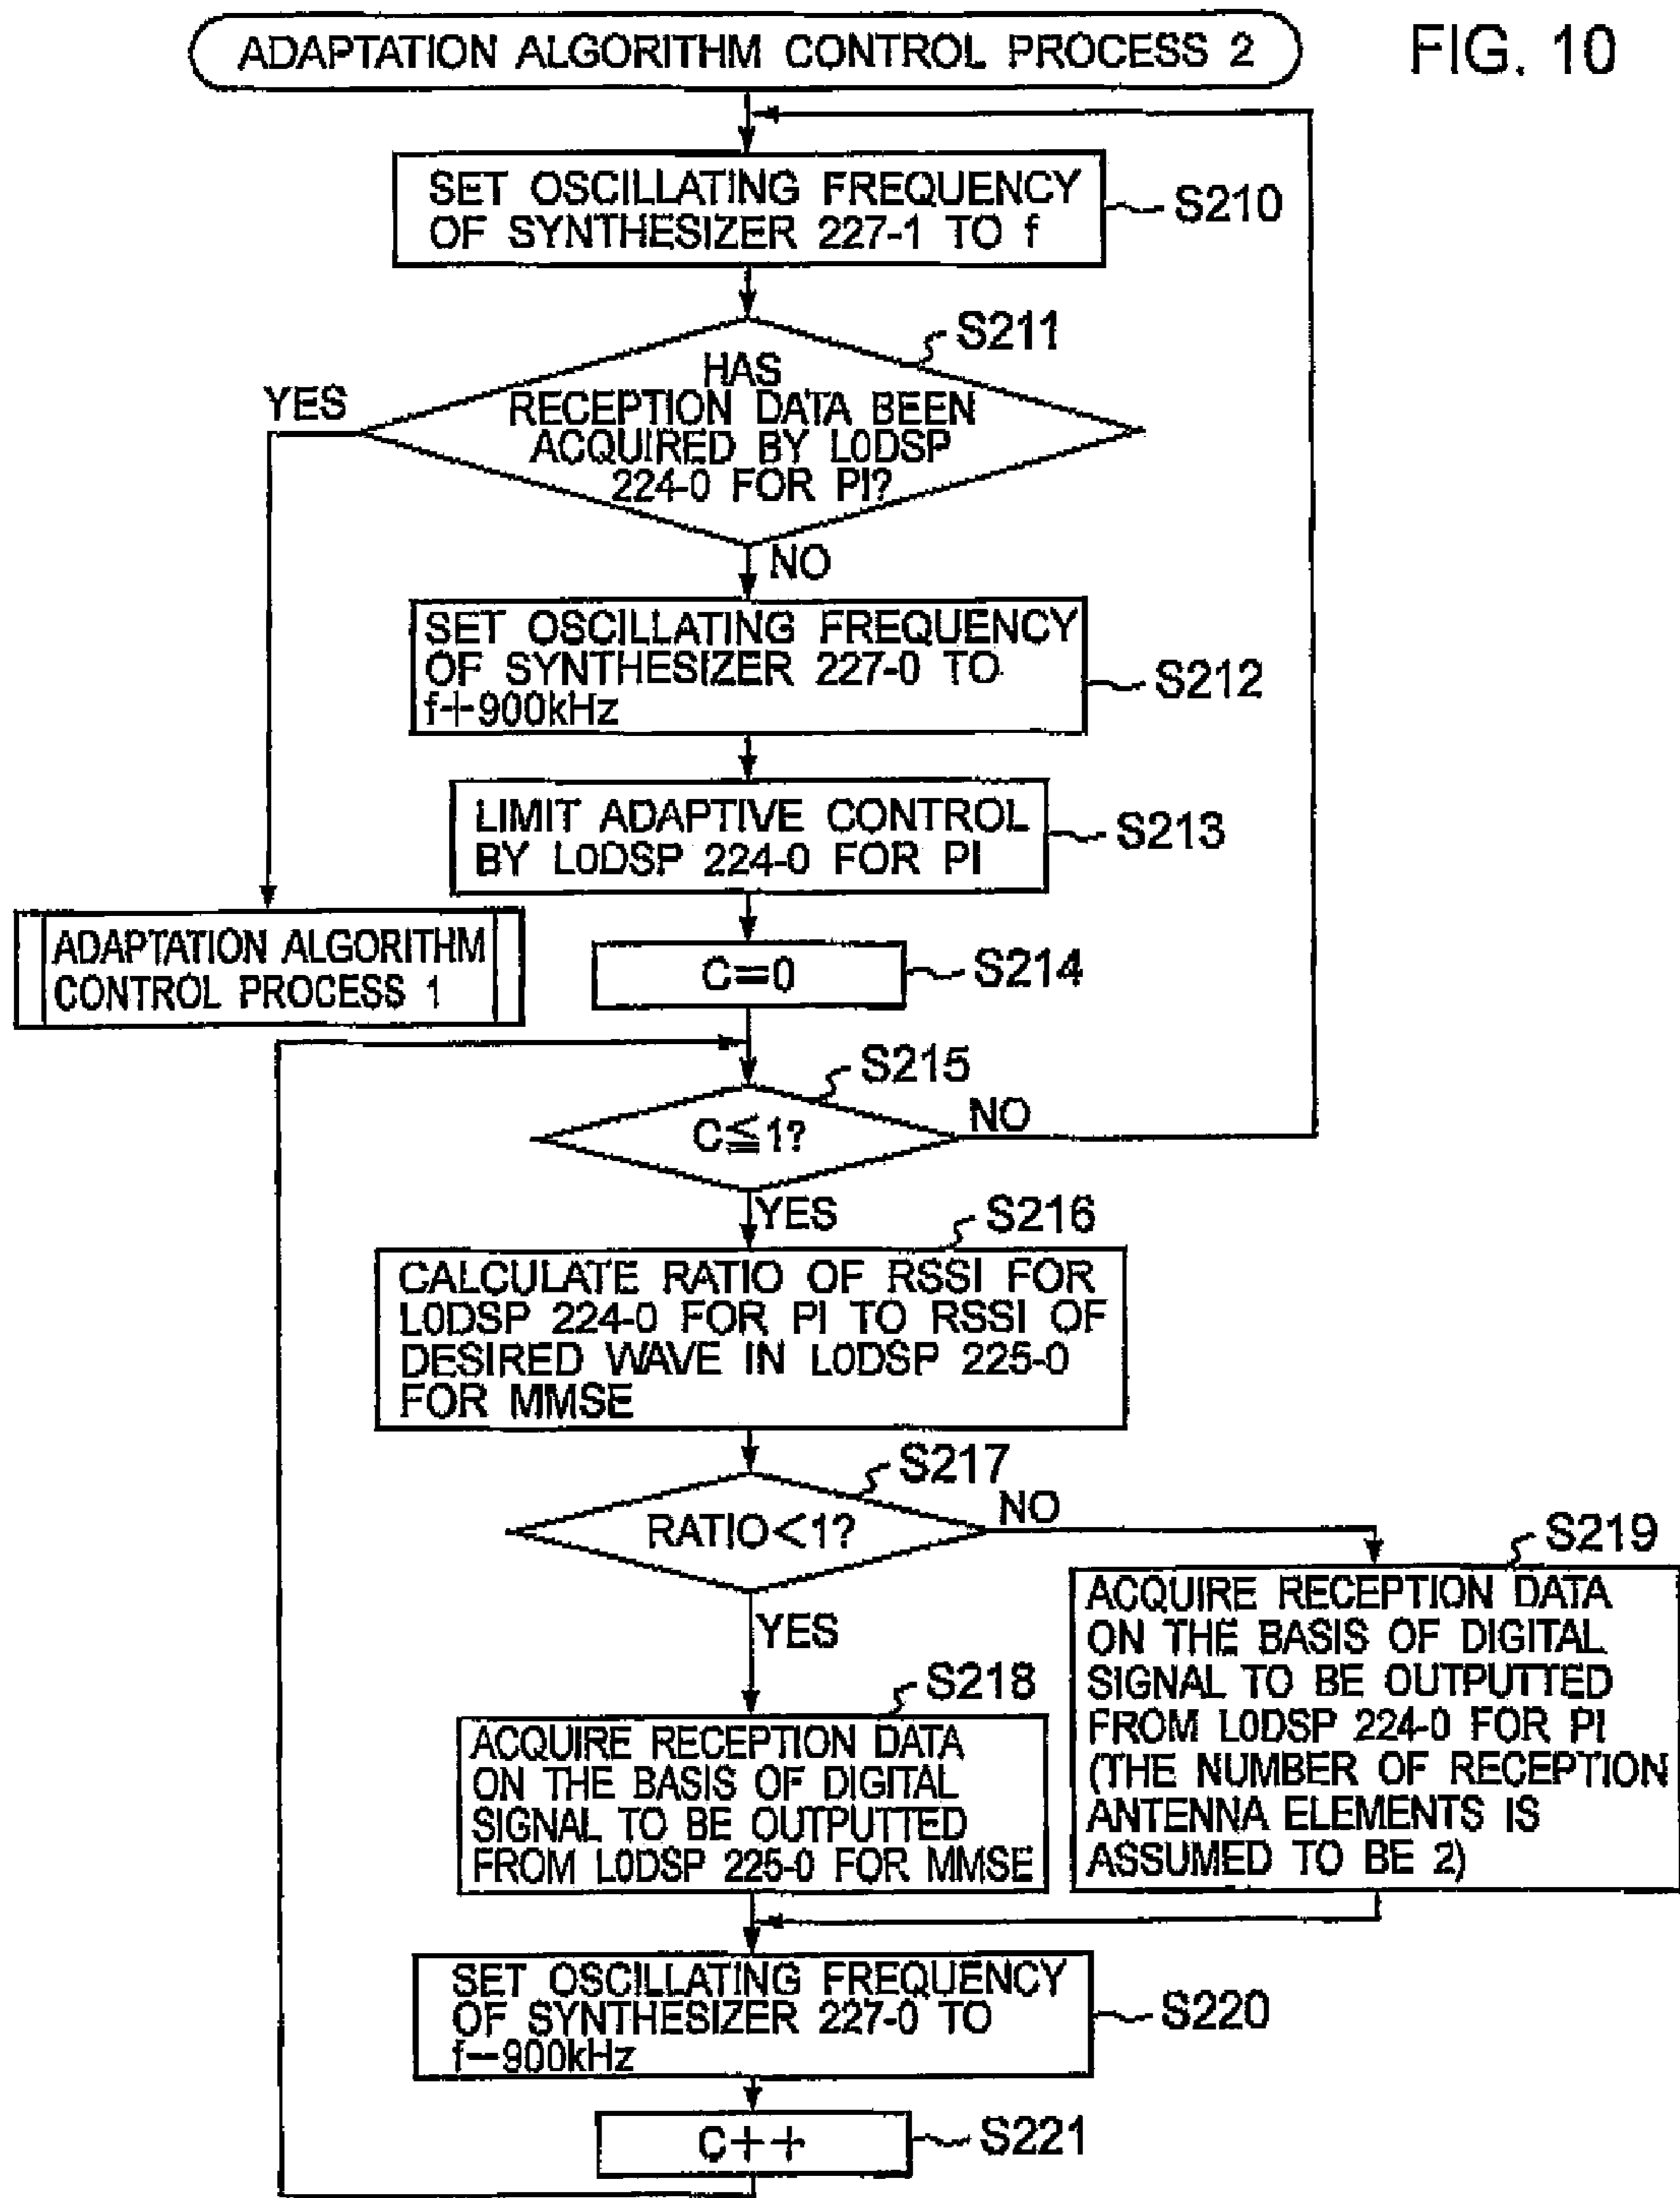 ADAPTATION ALGORITHM CONTROL PROCESS 2
FIG. 10
SET OSCILLATING FREQUENCY
OF SYNTHESIZER 227-1 TO f
S210
S211
HAS
RECEPTION DATA BEEN
ACQUIRED BY L0DSP
224-0 FOR PI?
YES
NO
SET OSCILLATING FREQUENCY
OF SYNTHESIZER 227-0 TO
f+900kHz
S212
LIMIT ADAPTIVE CONTROL
BY L0DSP 224-0 FOR PI
S213
ADAPTATION ALGORITHM
CONTROL PROCESS 1
C=0
S214
S215
C≦1?
NO
YES
S216
CALCULATE RATIO OF RSSI FOR
L0DSP 224-0 FOR PI TO RSSI OF
DESIRED WAVE IN L0DSP 225-0
FOR MMSE
S217
RATIO<1?
NO
YES
S219
ACQUIRE RECEPTION DATA
ON THE BASIS OF DIGITAL
SIGNAL TO BE OUTPUTTED
FROM L0DSP 224-0 FOR PI
(THE NUMBER OF RECEPTION
ANTENNA ELEMENTS IS
ASSUMED TO BE 2)
S218
ACQUIRE RECEPTION DATA
ON THE BASIS OF DIGITAL
SIGNAL TO BE OUTPUTTED
FROM L0DSP 225-0 FOR MMSE
SET OSCILLATING FREQUENCY
OF SYNTHESIZER 227-0 TO
f−900kHz
S220
C++
S221